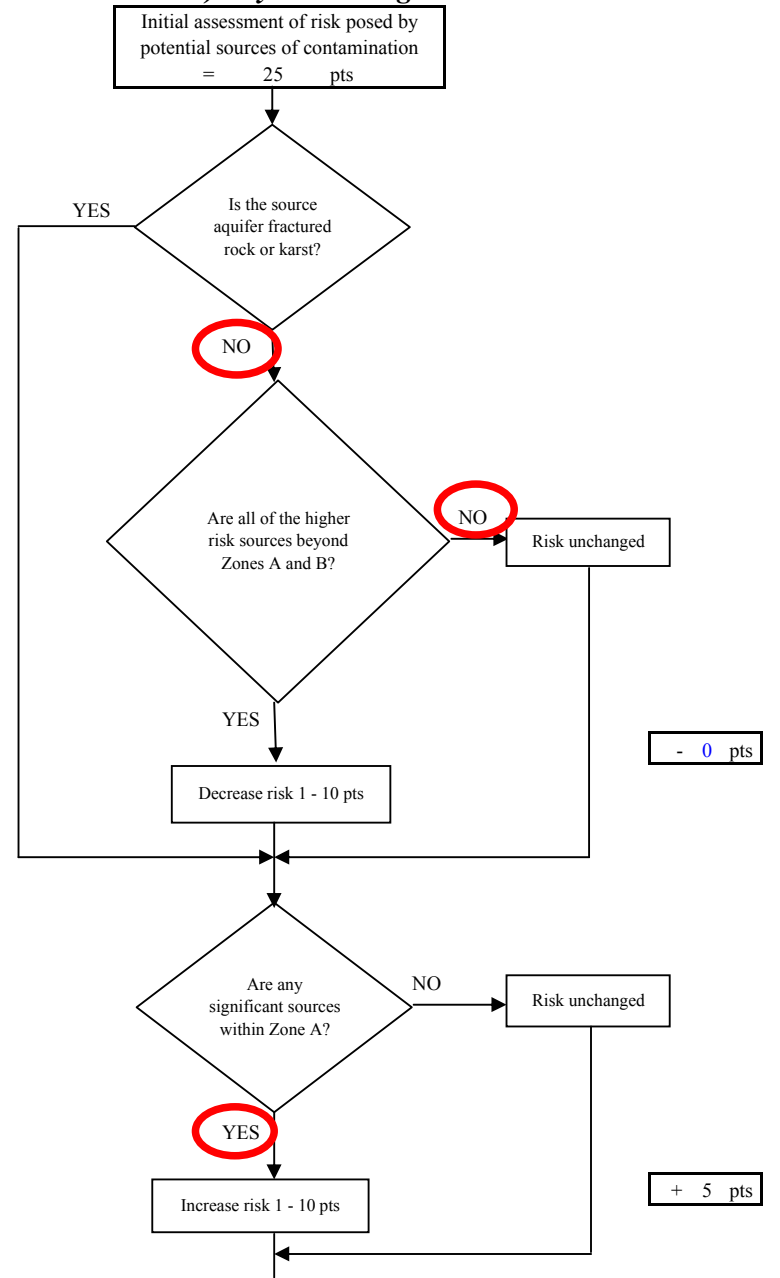 Initial assessment of risk posed by
potential sources of contamination
= 25 pts
Is the source
aquifer fractured
rock or karst?
YES
NO
Are all of the higher
risk sources beyond
Zones A and B?
NO
Risk unchanged
YES
- 0 pts
Decrease risk 1 - 10 pts
Are any
significant sources
within Zone A?
NO
Risk unchanged
YES
Increase risk 1 - 10 pts
+ 5 pts